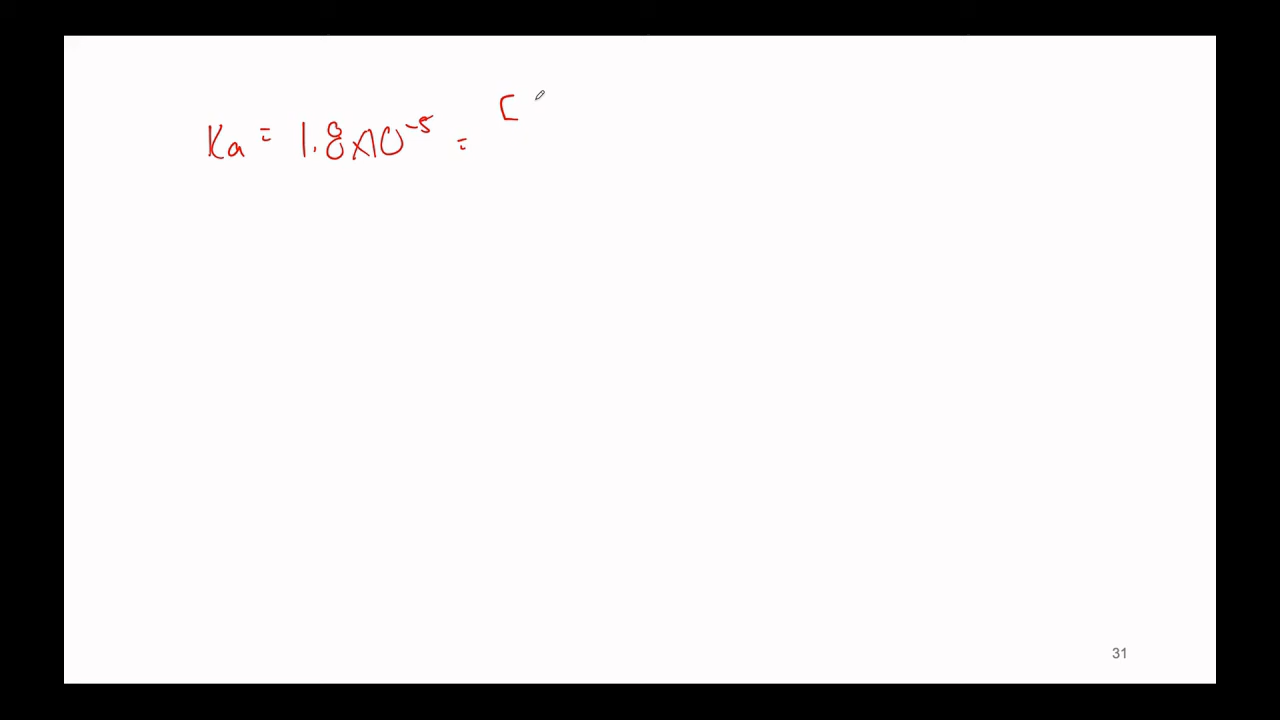 Ka = 1.8x10⁻⁵ = [
31